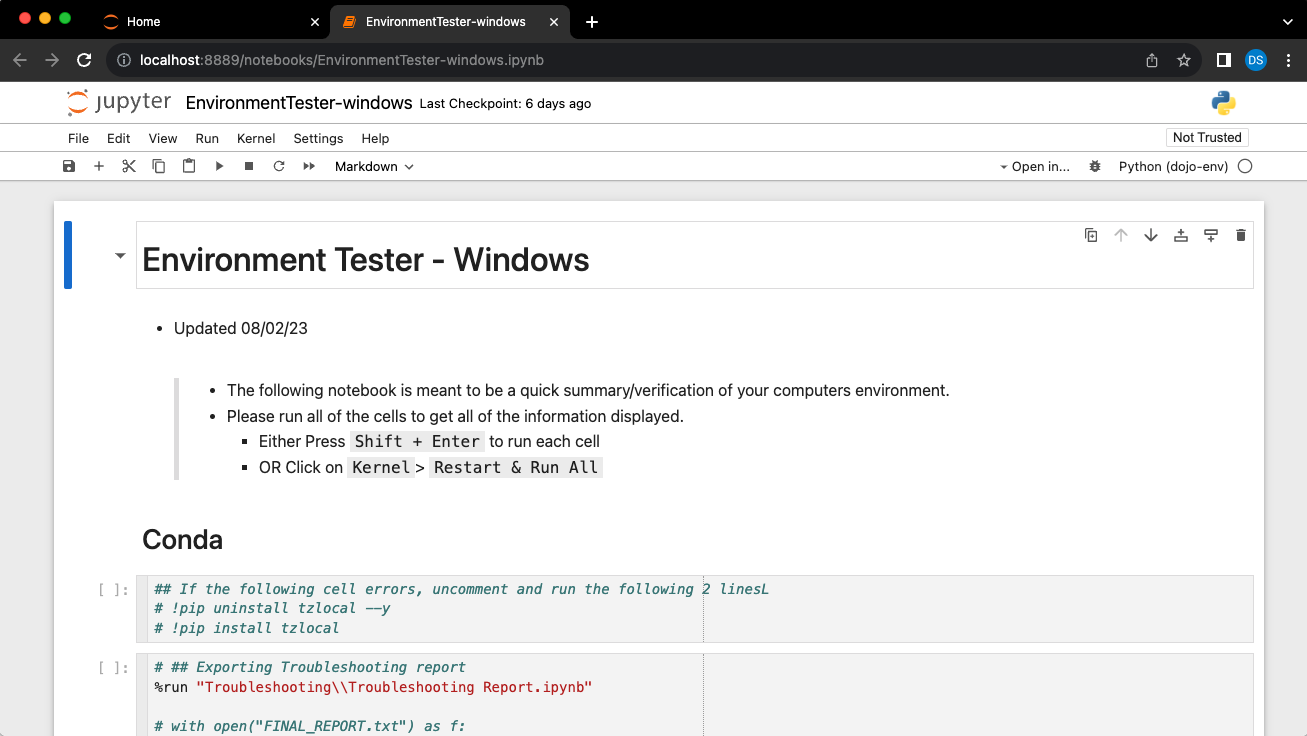 Home
EnvironmentTester-windows
localhost:8889/notebooks/EnvironmentTester-windows.ipynb
DS
jupyter EnvironmentTester-windows Last Checkpoint: 6 days ago
File Edit View Run Kernel Settings Help
Not Trusted
Markdown
Open in...
Python (dojo-env)
Environment Tester - Windows
• Updated 08/02/23
• The following notebook is meant to be a quick summary/verification of your computers environment.
• Please run all of the cells to get all of the information displayed.
▪ Either Press Shift + Enter to run each cell
▪ OR Click on Kernel > Restart & Run All
Conda
[ ]:
## If the following cell errors, uncomment and run the following 2 linesL
# !pip uninstall tzlocal --y
# !pip install tzlocal
[ ]:
# ## Exporting Troubleshooting report
%run "Troubleshooting\\Troubleshooting Report.ipynb"
# with open("FINAL_REPORT.txt") as f: